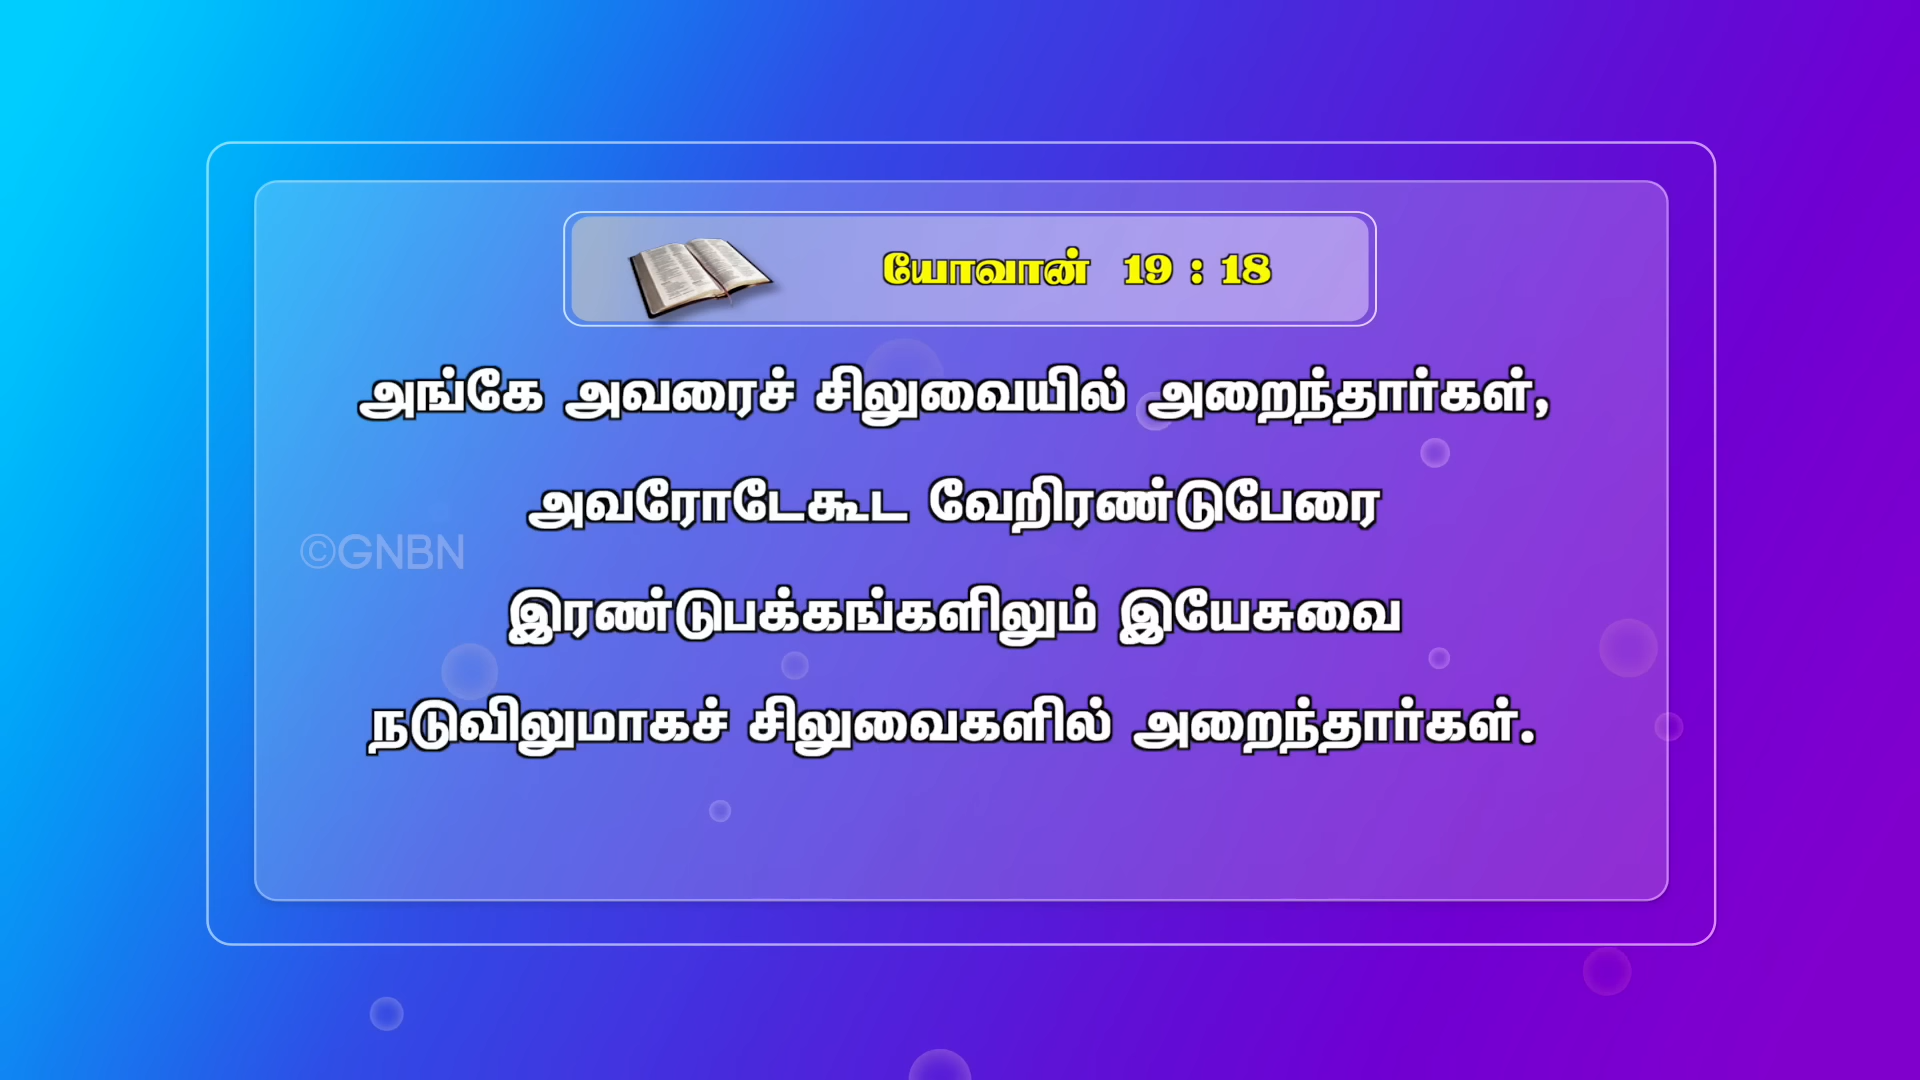 யோவான் 19 : 18
அங்கே அவரைச் சிலுவையில் அறைந்தார்கள்,
அவரோடேகூட வேறிரண்டுபேரை
©GNBN
இரண்டுபக்கங்களிலும் இயேசுவை
நடுவிலுமாகச் சிலுவைகளில் அறைந்தார்கள்.